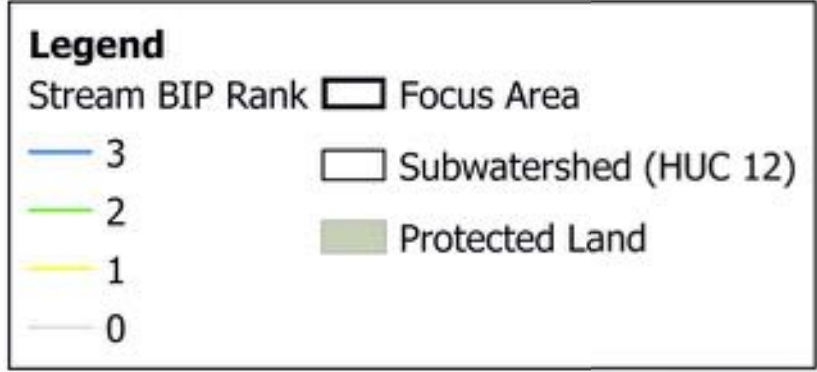 Legend
Stream BIP Rank
3
2
1
0
Focus Area
Subwatershed (HUC 12)
Protected Land